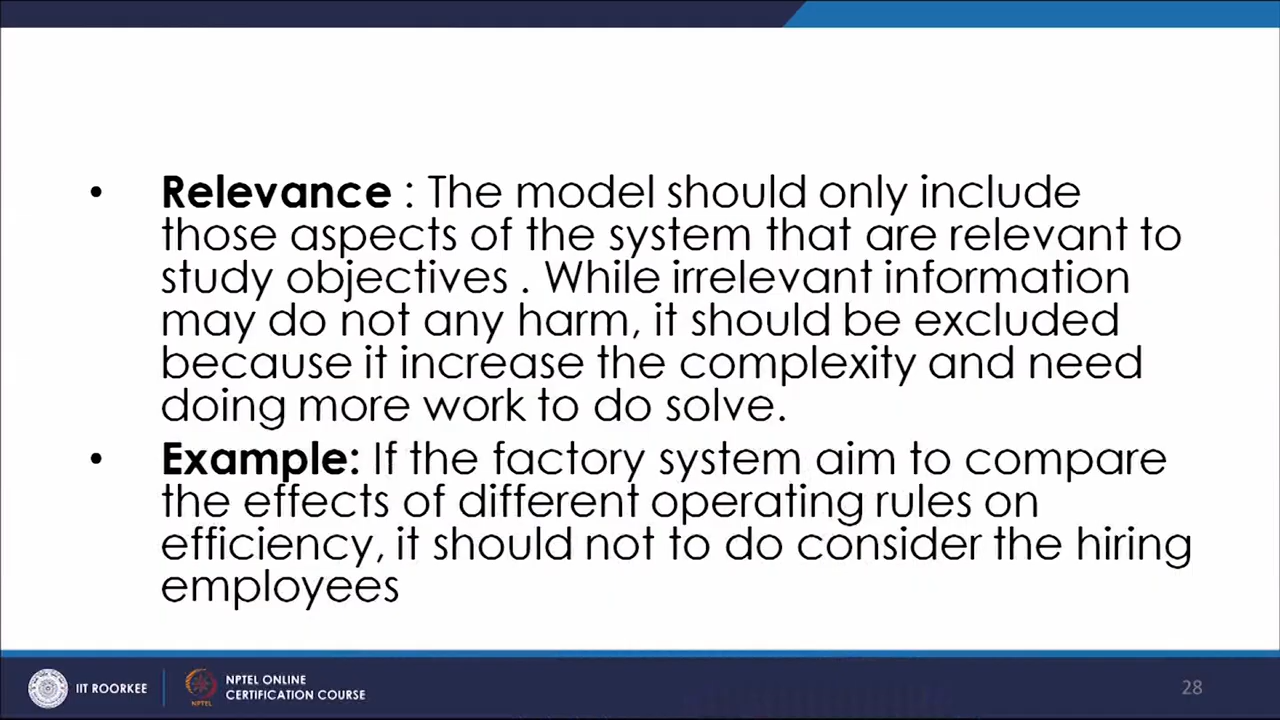 • Relevance : The model should only include
those aspects of the system that are relevant to
study objectives . While irrelevant information
may do not any harm, it should be excluded
because it increase the complexity and need
doing more work to do solve.
• Example: If the factory system aim to compare
the effects of different operating rules on
efficiency, it should not to do consider the hiring
employees
IIT ROORKEE
NPTEL
NPTEL ONLINE
CERTIFICATION COURSE
28